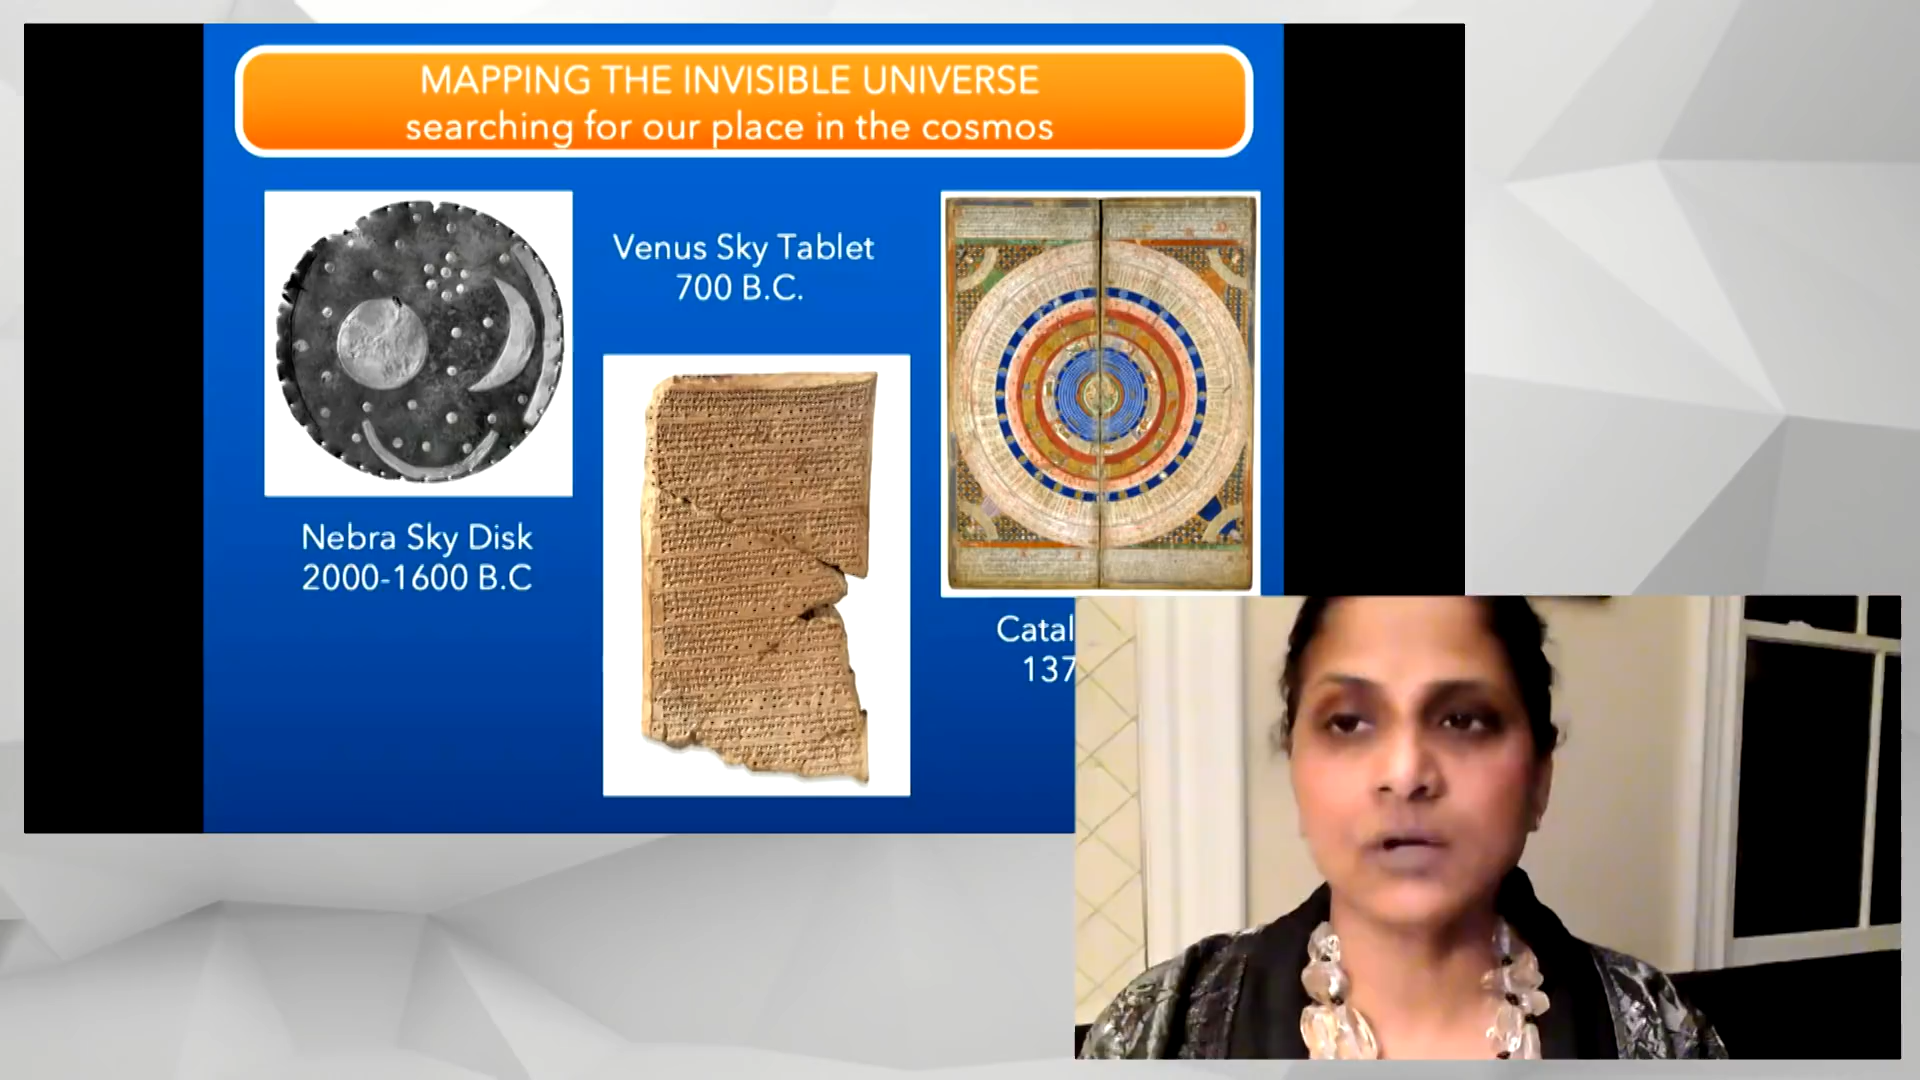 MAPPING THE INVISIBLE UNIVERSE
searching for our place in the cosmos
Venus Sky Tablet
700 B.C.
Nebra Sky Disk
2000-1600 B.C
Catal
137